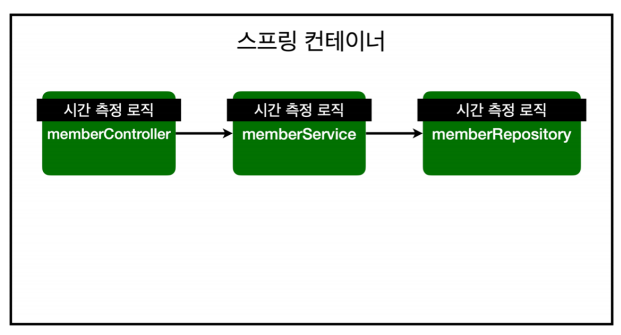 스프링 컨테이너
시간 측정 로직
memberController
시간 측정 로직
memberService
시간 측정 로직
memberRepository